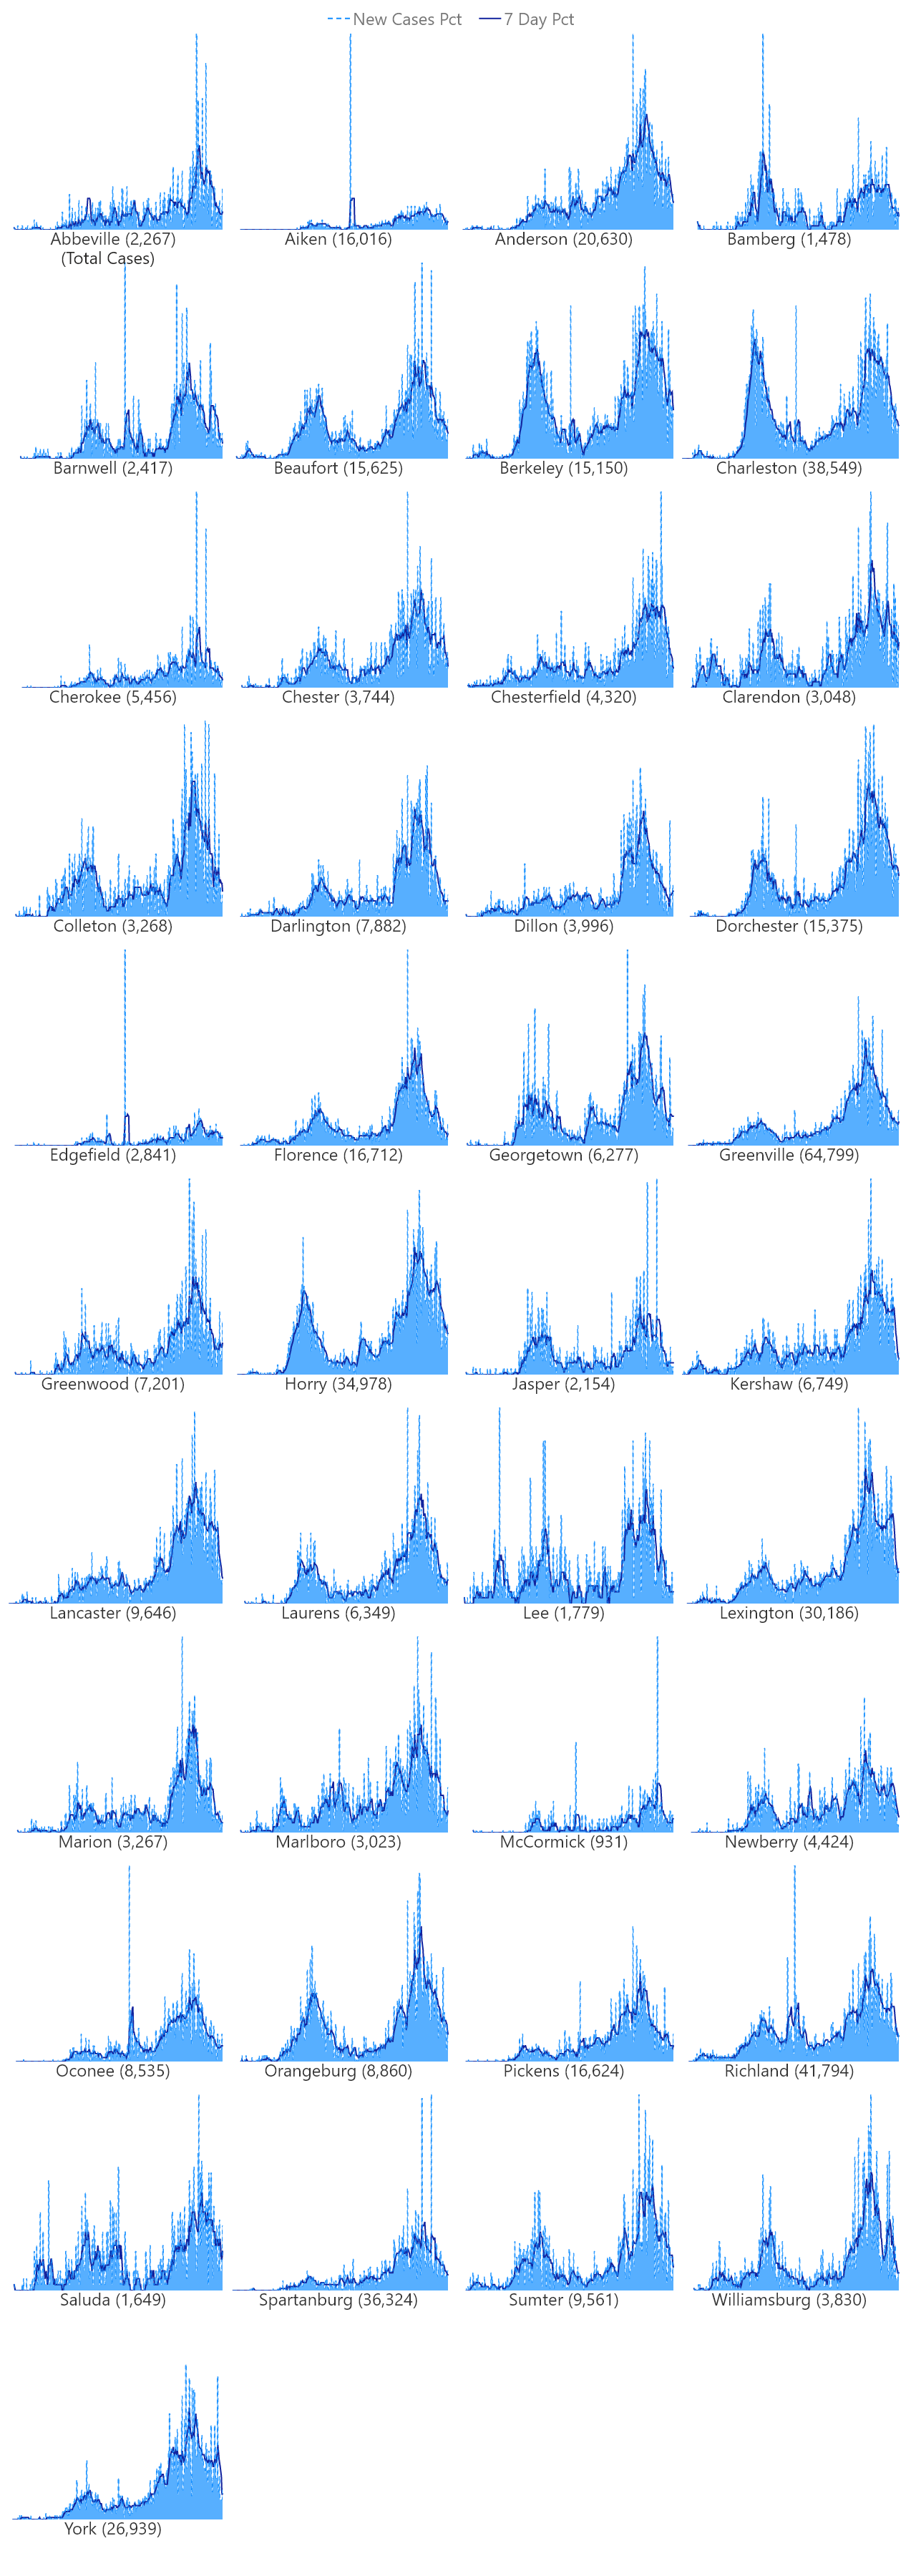 New Cases Pct 7 Day Pct
Abbeville (2,267) Aiken (16,016) Anderson (20,630) Bamberg (1,478)
(Total Cases)
Barnwell (2,417) Beaufort (15,625) Berkeley (15,150) Charleston (38,549)
Cherokee (5,456) Chester (3,744) Chesterfield (4,320) Clarendon (3,048)
Colleton (3,268) Darlington (7,882) Dillon (3,996) Dorchester (15,375)
Edgefield (2,841) Florence (16,712) Georgetown (6,277) Greenville (64,799)
Greenwood (7,201) Horry (34,978) Jasper (2,154) Kershaw (6,749)
Lancaster (9,646) Laurens (6,349) Lee (1,779) Lexington (30,186)
Marion (3,267) Marlboro (3,023) McCormick (931) Newberry (4,424)
Oconee (8,535) Orangeburg (8,860) Pickens (16,624) Richland (41,794)
Saluda (1,649) Spartanburg (36,324) Sumter (9,561) Williamsburg (3,830)
York (26,939)